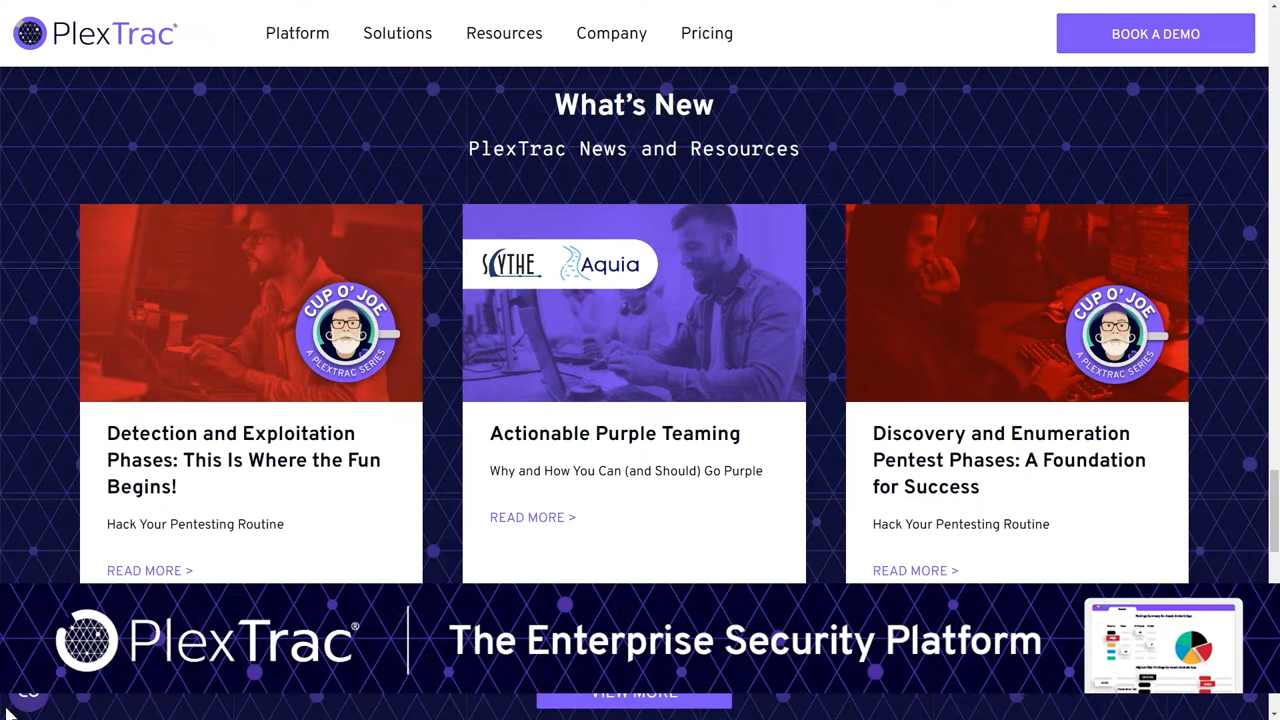 PlexTrac®
Platform
Solutions
Resources
Company
Pricing
BOOK A DEMO
What's New
PlexTrac News and Resources
CUP O' JOE
A PLEXTRAC SERIES
SCYTHE
Aquia
CUP O' JOE
A PLEXTRAC SERIES
Detection and Exploitation
Phases: This Is Where the Fun
Begins!
Hack Your Pentesting Routine
READ MORE >
Actionable Purple Teaming
Why and How You Can (and Should) Go Purple
READ MORE >
Discovery and Enumeration
Pentest Phases: A Foundation
for Success
Hack Your Pentesting Routine
READ MORE >
PlexTrac®
The Enterprise Security Platform
VIEW MORE